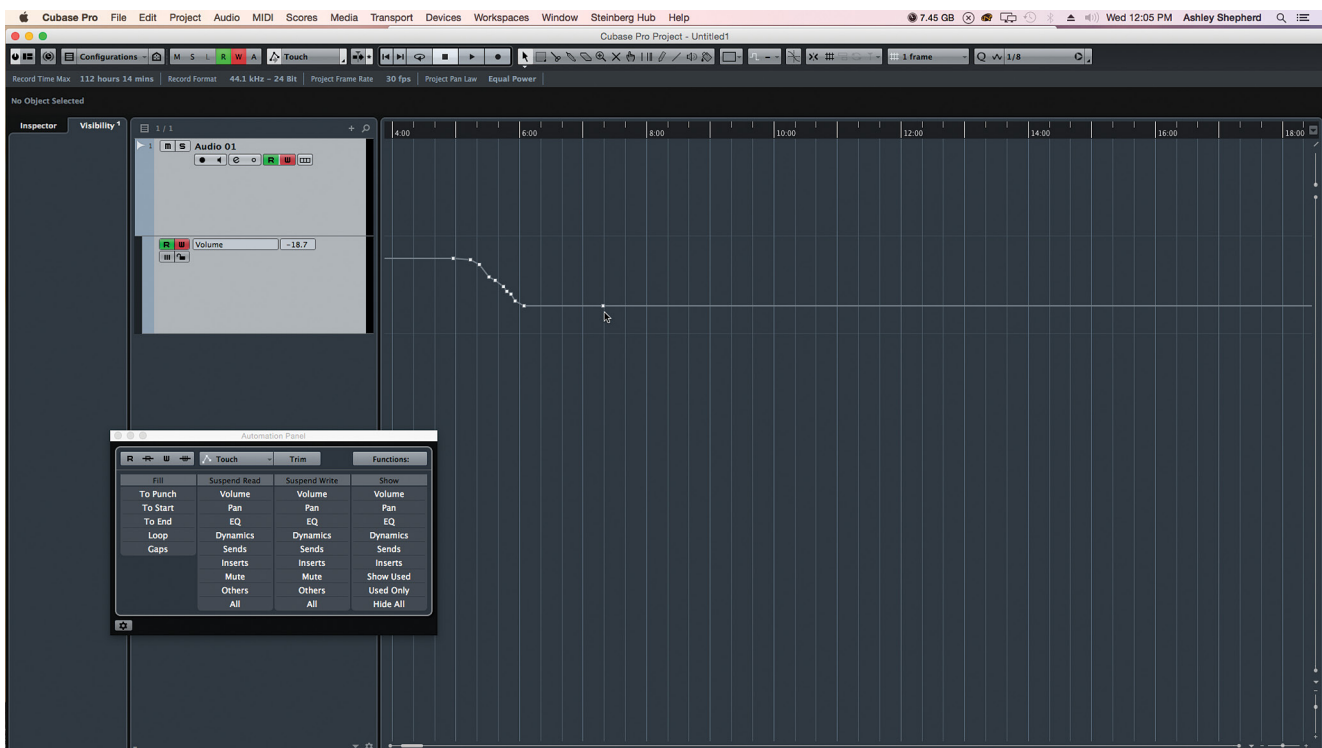 Cubase Pro File Edit Project Audio MIDI Scores Media Transport Devices Workspaces Window Steinberg Hub Help 7.45 GB Wed 12:05 PM Ashley Shepherd
Cubase Pro Project - Untitled1
Configurations M S L R W A Touch 1 frame Q 1/8
Record Time Max 112 hours 14 mins Record Format 44.1 kHz - 24 Bit Project Frame Rate 30 fps Project Pan Law Equal Power
No Object Selected
Inspector Visibility 1 1 / 1 + 4:00 6:00 8:00 10:00 12:00 14:00 16:00 18:00
1 m S Audio 01
e R W
R W Volume -18.7
Automation Panel
R R W W Touch Trim Functions:
Fill Suspend Read Suspend Write Show
To Punch Volume Volume Volume
To Start Pan Pan Pan
To End EQ EQ EQ
Loop Dynamics Dynamics Dynamics
Gaps Sends Sends Sends
Inserts Inserts Inserts
Mute Mute Show Used
Others Others Used Only
All All Hide All